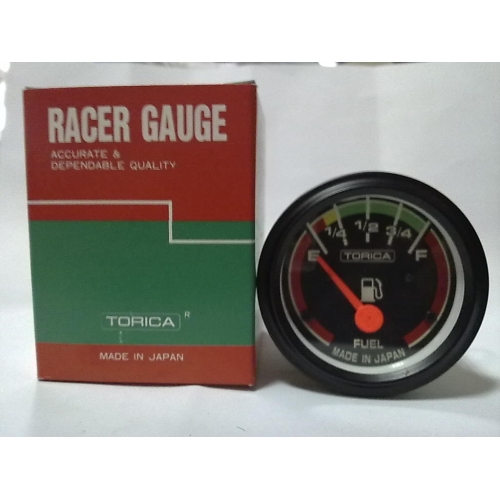 RACER GAUGE
ACCURATE &
DEPENDABLE QUALITY
TORICA R
MADE IN JAPAN
E 1/4 1/2 3/4 F
TORICA
FUEL
MADE IN JAPAN